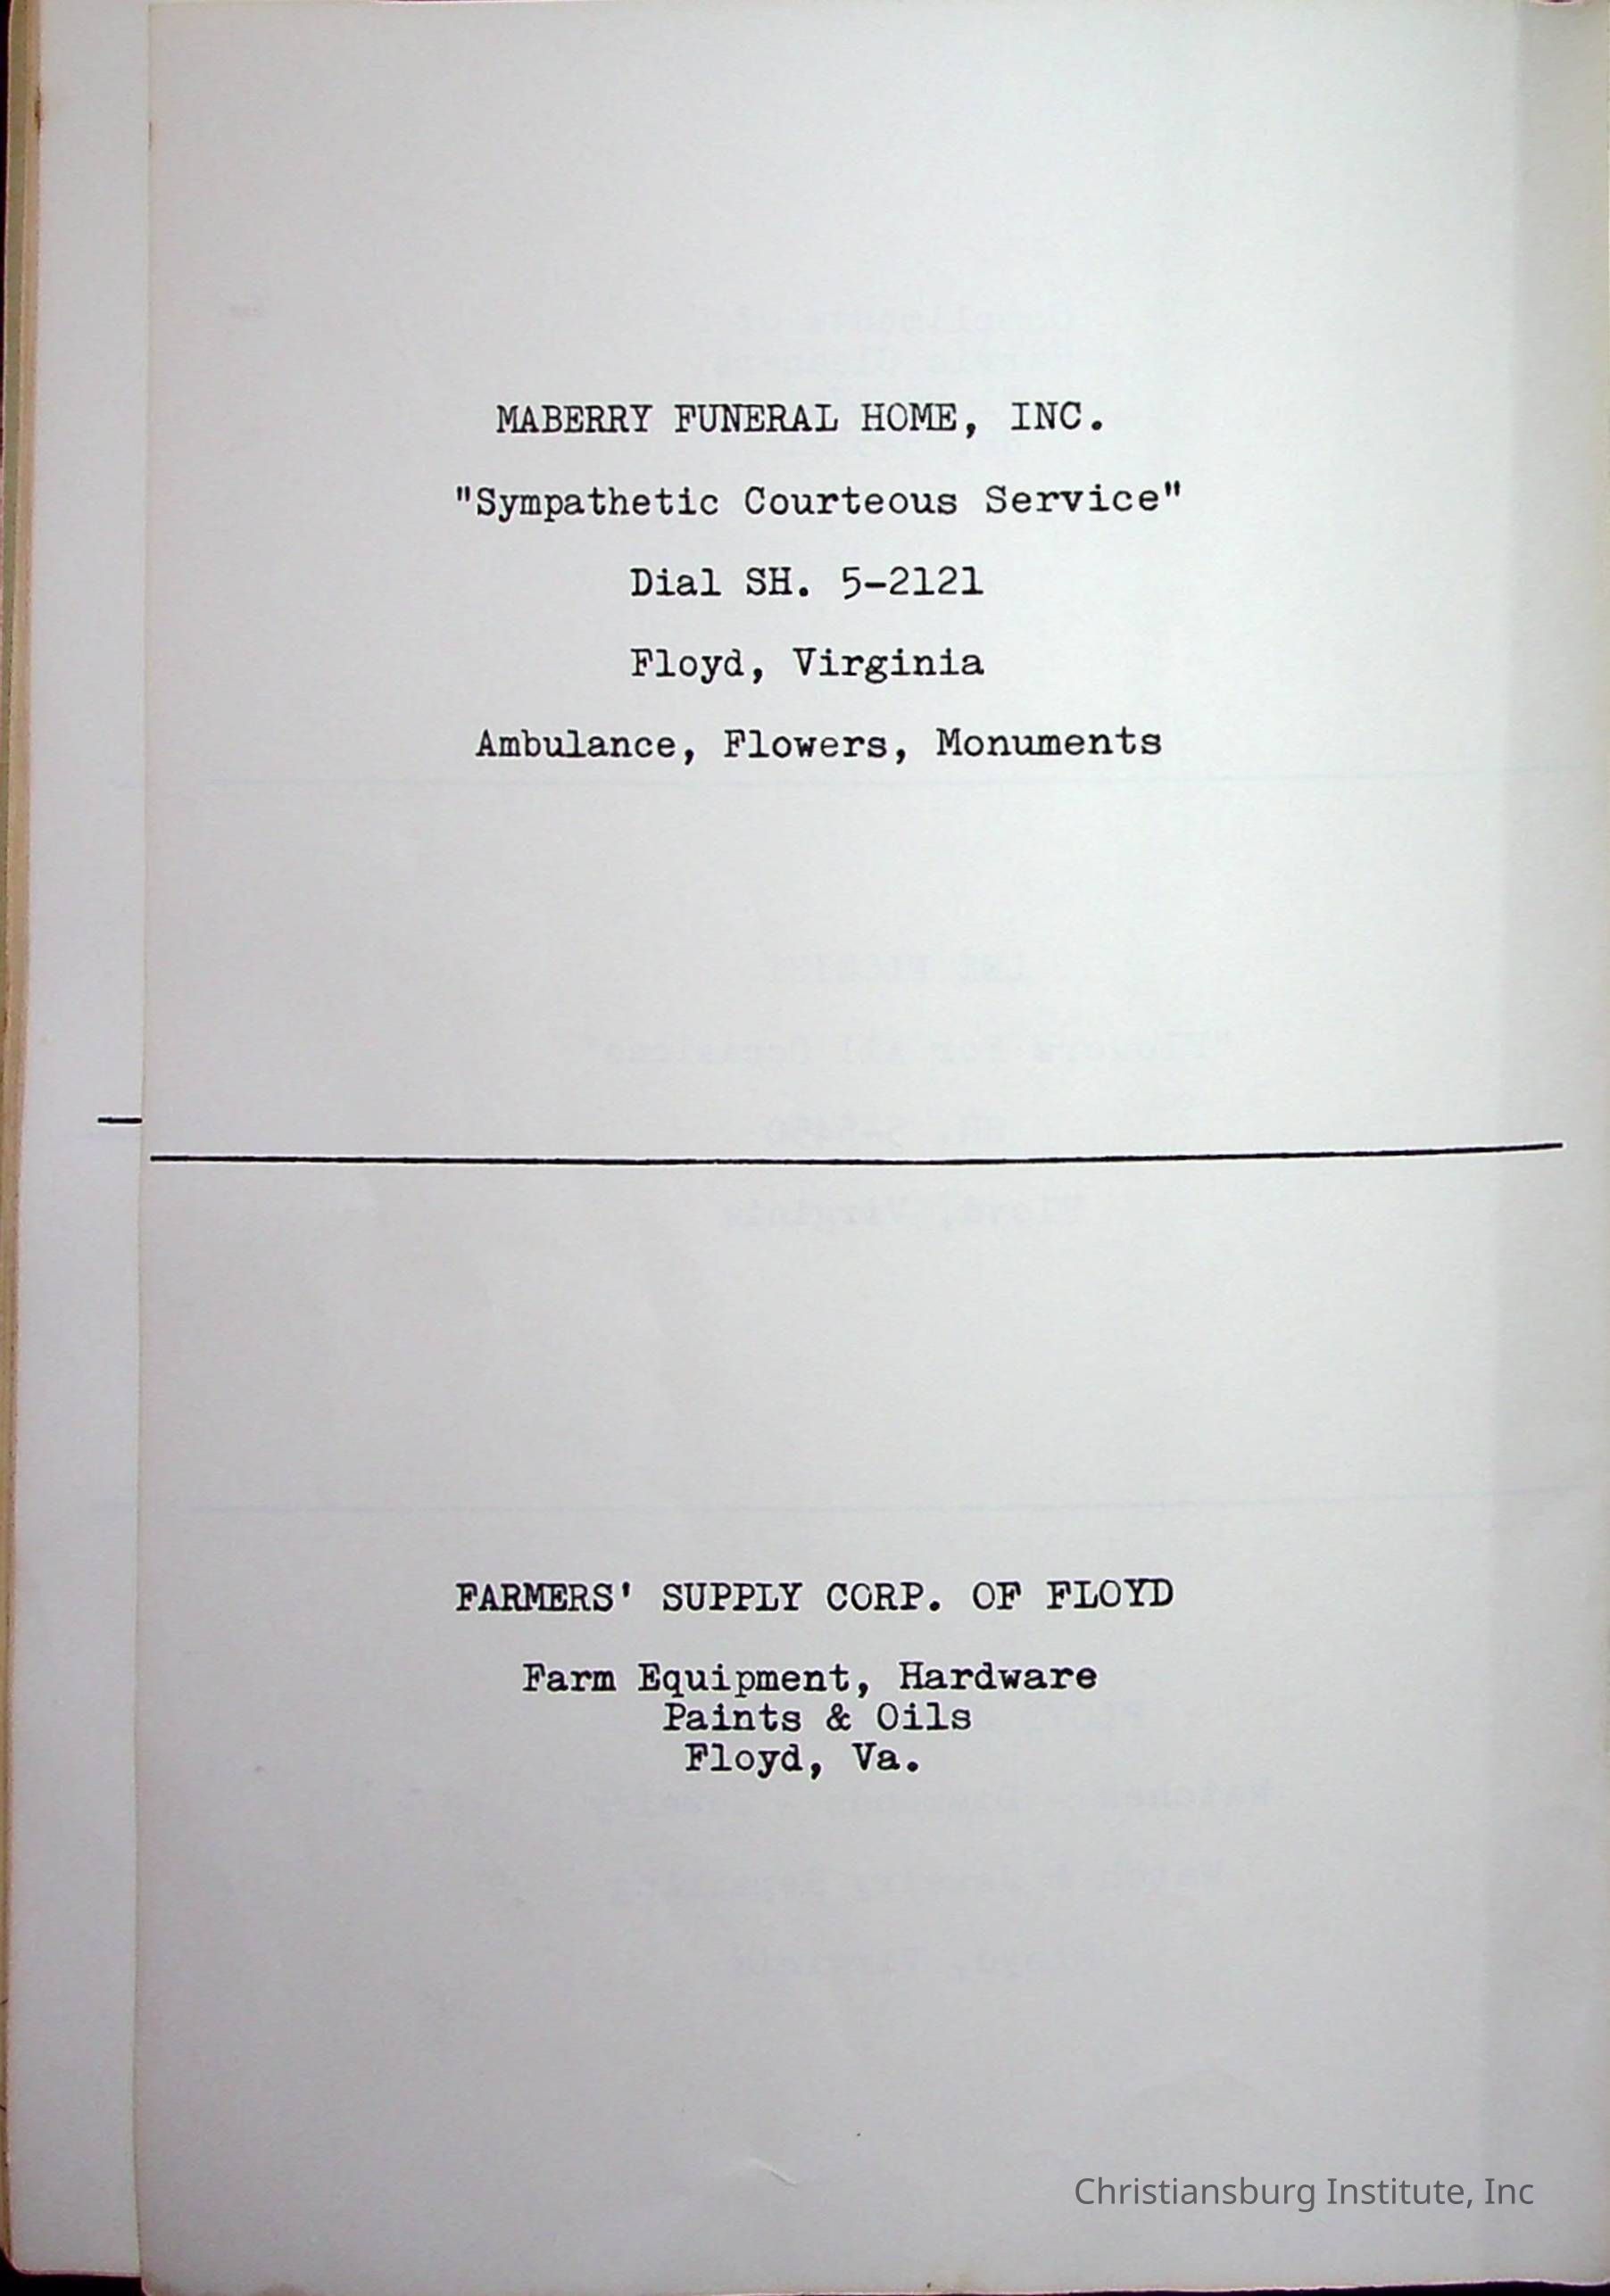 MABERRY FUNERAL HOME, INC.
"Sympathetic Courteous Service"
Dial SH. 5-2121
Floyd, Virginia
Ambulance, Flowers, Monuments
FARMERS' SUPPLY CORP. OF FLOYD
Farm Equipment, Hardware
Paints & Oils
Floyd, Va.
Christiansburg Institute, Inc